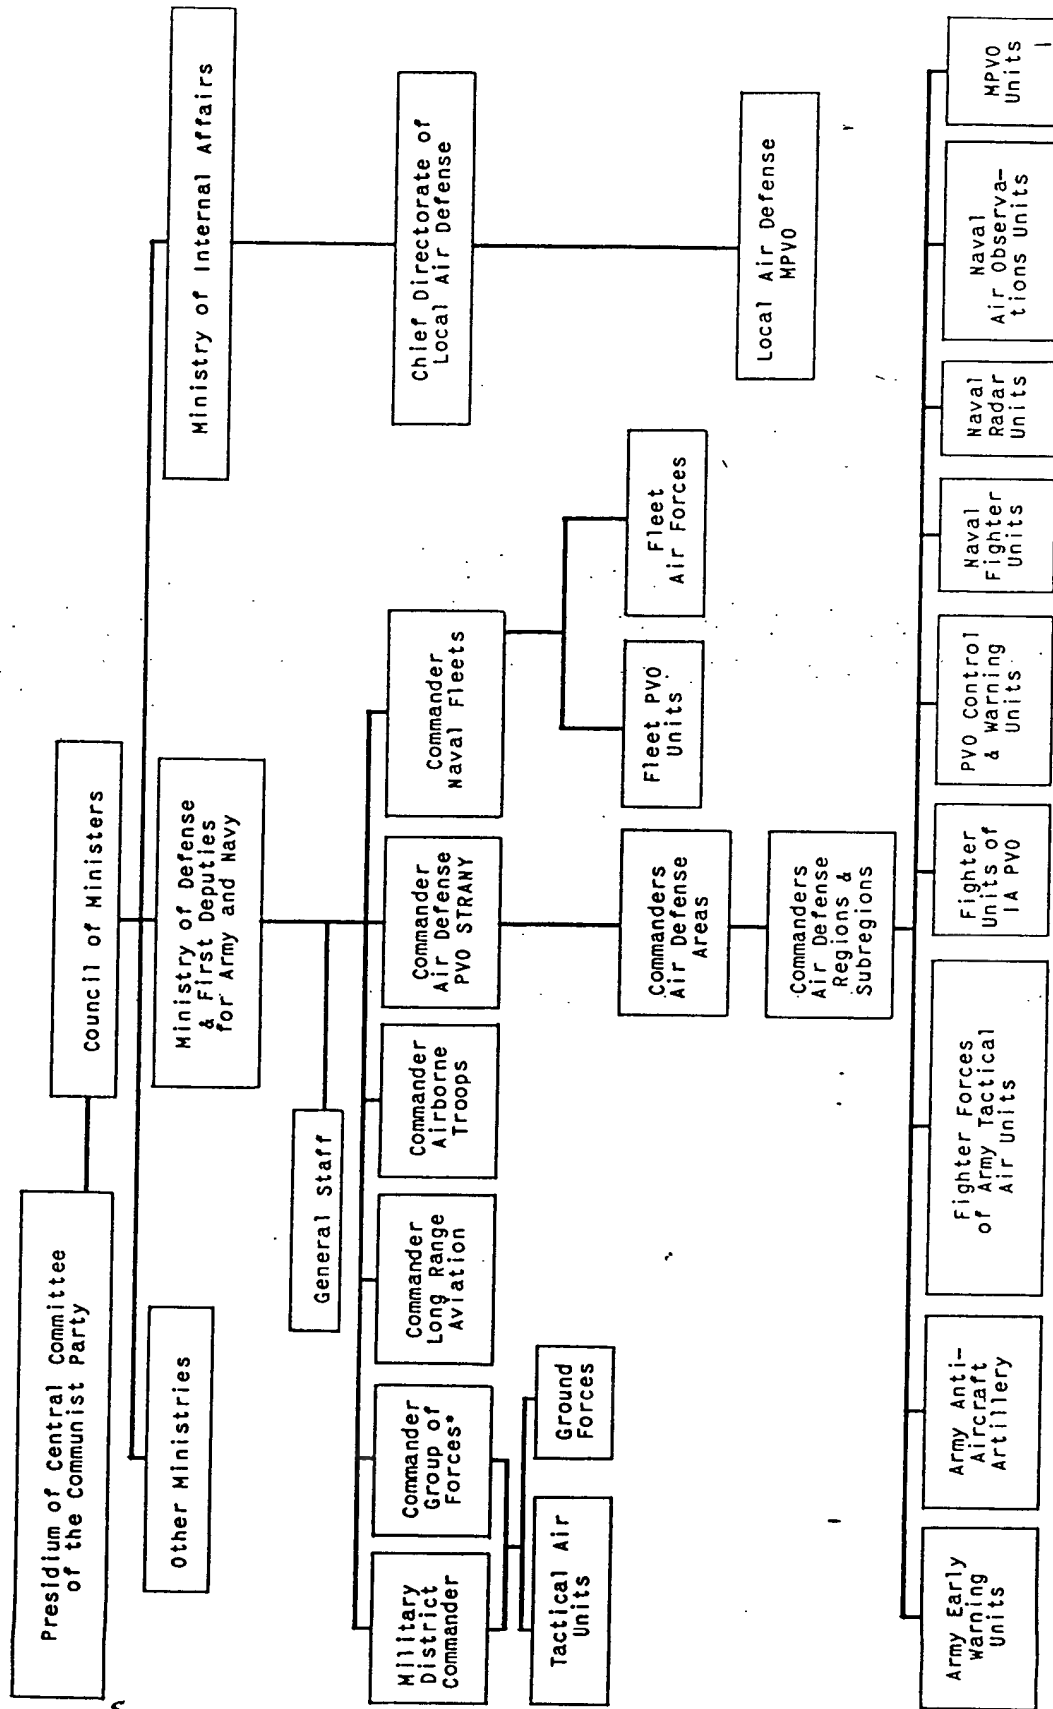 Presidium of Central Committee
of the Communist Party
Council of Ministers
Other Ministries
Ministry of Defense
& First Deputies
for Army and Navy
Ministry of Internal Affairs
General Staff
Military
District
Commander
Commander
Group of
Forces*
Commander
Long Range
Aviation
Commander
Airborne
Troops
Commander
Air Defense
PVO STRANY
Commander
Naval Fleets
Chief Directorate of
Local Air Defense
Tactical Air
Units
Ground
Forces
Commanders
Air Defense
Areas
Fleet PVO
Units
Fleet
Air Forces
Local Air Defense
MPVO
Commanders
Air Defense
Regions &
Subregions
Army Early
Warning
Units
Army Anti-
Aircraft
Artillery
Fighter Forces
of Army Tactical
Air Units
Fighter
Units of
IA PVO
PVO Control
& Warning
Units
Naval
Fighter
Units
Naval
Radar
Units
Naval
Air Observa-
tions Units
MPVO
Units